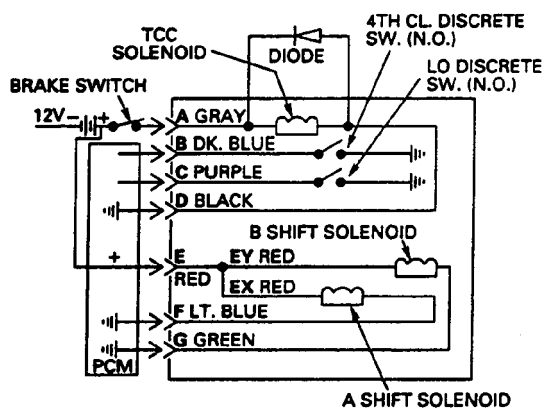 4TH CL. DISCRETE
SW. (N.O.)
TCC
SOLENOID
DIODE
LO DISCRETE
SW. (N.O.)
BRAKE SWITCH
12V - +
A GRAY
B DK. BLUE
C PURPLE
D BLACK
B SHIFT SOLENOID
+ E EY RED
RED EX RED
F LT. BLUE
G GREEN
PCM
A SHIFT SOLENOID